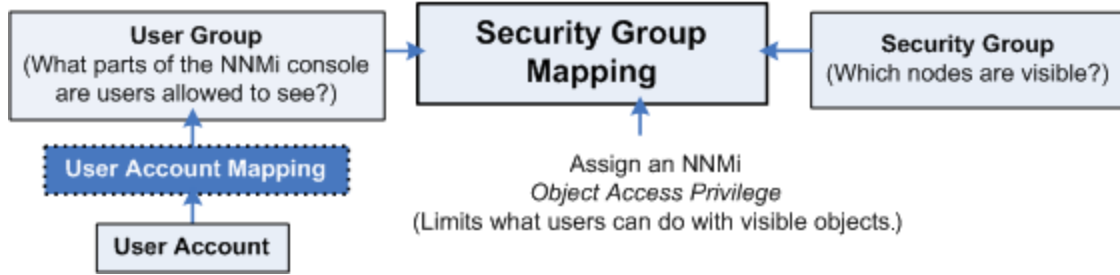 User Group
(What parts of the NNMi console
are users allowed to see?)
Security Group
Mapping
Security Group
(Which nodes are visible?)
User Account Mapping
User Account
Assign an NNMi
Object Access Privilege
(Limits what users can do with visible objects.)